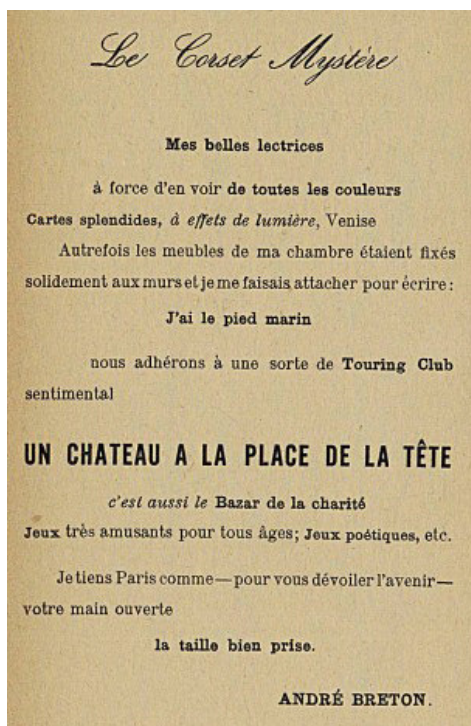 Le Corset Mystère
Mes belles lectrices
à force d'en voir de toutes les couleurs
Cartes splendides, à effets de lumière, Venise
Autrefois les meubles de ma chambre étaient fixés
solidement aux murs et je me faisais attacher pour écrire :
J'ai le pied marin
nous adhérons à une sorte de Touring Club
sentimental
UN CHATEAU A LA PLACE DE LA TÊTE
c'est aussi le Bazar de la charité
Jeux très amusants pour tous âges; Jeux poétiques, etc.
Je tiens Paris comme—pour vous dévoiler l'avenir—
votre main ouverte
la taille bien prise.
ANDRÉ BRETON.